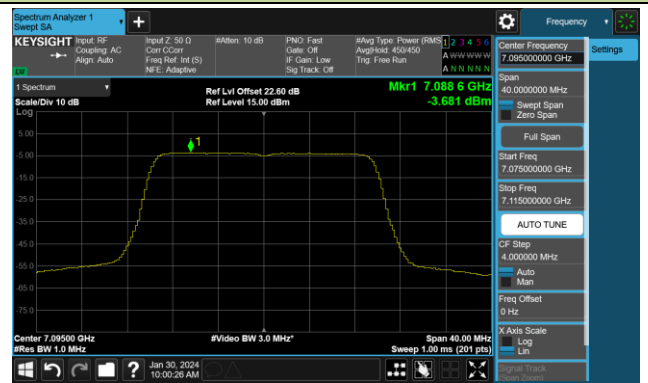 Spectrum Analyzer 1
Swept SA
+
Frequency
KEYSIGHT
Input: RF
Coupling: AC
Align: Auto
Input Z: 50 Ω
Corr CCorr
Freq Ref: Int (S)
NFE: Adaptive
#Atten: 10 dB
PNO: Fast
Gate: Off
IF Gain: Low
Sig Track: Off
#Avg Type: Power (RMS
Avg|Hold: 450/450
Trig: Free Run
1 2 3 4 5 6
A W W W W W
A N N N N N
LXI
1 Spectrum
Scale/Div 10 dB
Ref Lvl Offset 22.60 dB
Ref Level 15.00 dBm
Mkr1 7.088 6 GHz
-3.681 dBm
Log
5.00
-5.00
-15.0
-25.0
-35.0
-45.0
-55.0
-65.0
-75.0
1
Center 7.09500 GHz
#Res BW 1.0 MHz
#Video BW 3.0 MHz*
Span 40.00 MHz
Sweep 1.00 ms (201 pts)
Center Frequency
7.095000000 GHz
Settings
Span
40.0000000 MHz
Swept Span
Zero Span
Full Span
Start Freq
7.075000000 GHz
Stop Freq
7.115000000 GHz
AUTO TUNE
CF Step
4.000000 MHz
Auto
Man
Freq Offset
0 Hz
X Axis Scale
Log
Lin
Signal Track
(Span Zoom)
?
Jan 30, 2024
10:00:26 AM